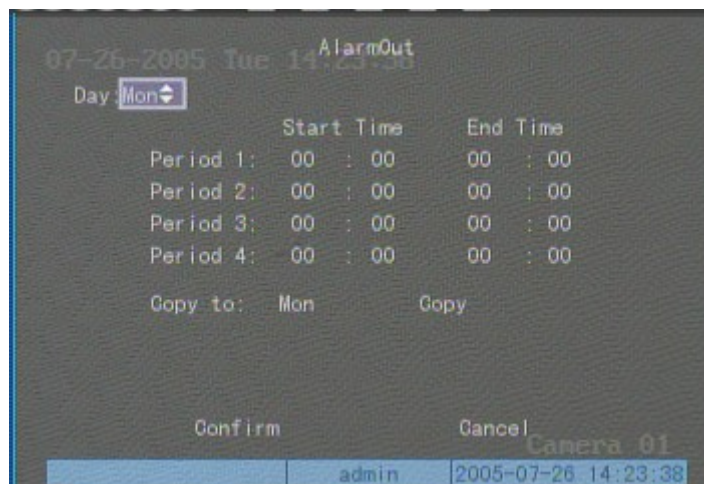 AlarmOut
07-26-2005 Tue 14:23:38
Day: Mon
Start Time End Time
Period 1: 00 : 00 00 : 00
Period 2: 00 : 00 00 : 00
Period 3: 00 : 00 00 : 00
Period 4: 00 : 00 00 : 00
Copy to: Mon Copy
Confirm Cancel
Camera 01
admin 2005-07-26 14:23:38